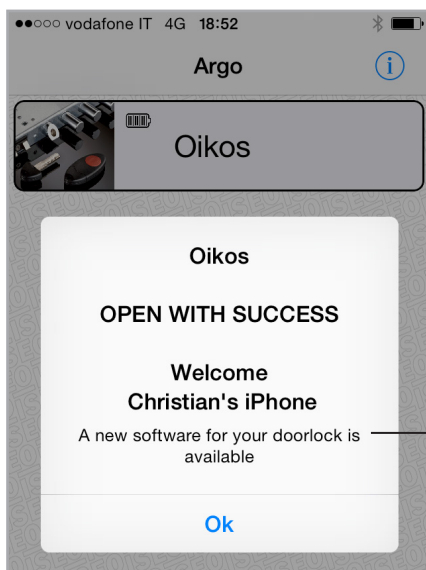 vodafone IT 4G 18:52
Argo
i
Oikos
Oikos
OPEN WITH SUCCESS
Welcome
Christian's iPhone
A new software for your doorlock is
available
Ok